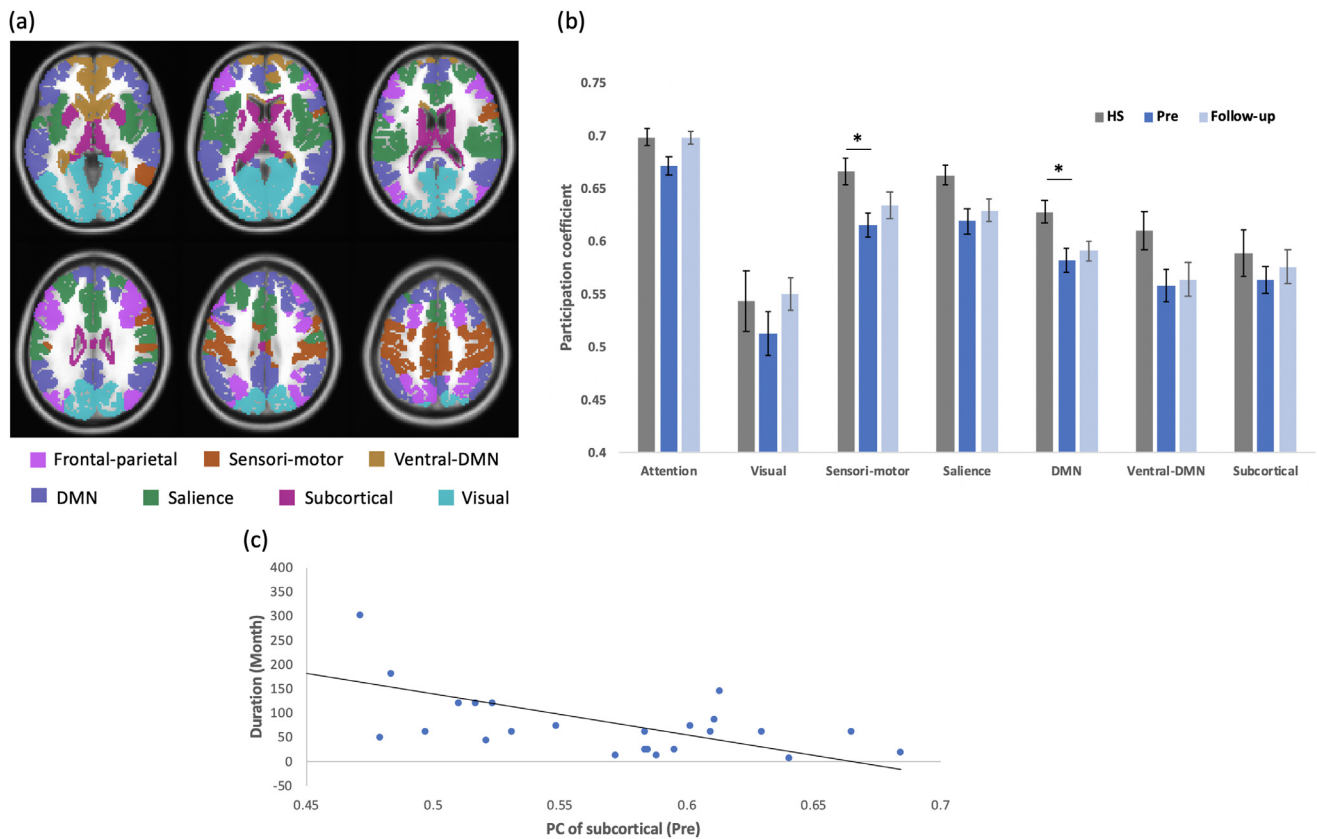 (a)
Frontal-parietal Sensori-motor Ventral-DMN
DMN Salience Subcortical Visual
(b)
HS Pre Follow-up
*
*
Participation coefficient
0.75
0.7
0.65
0.6
0.55
0.5
0.45
0.4
Attention Visual Sensori-motor Salience DMN Ventral-DMN Subcortical
(c)
Duration (Month)
400
350
300
250
200
150
100
50
0
-50
0.45 0.5 0.55 0.6 0.65 0.7
PC of subcortical (Pre)